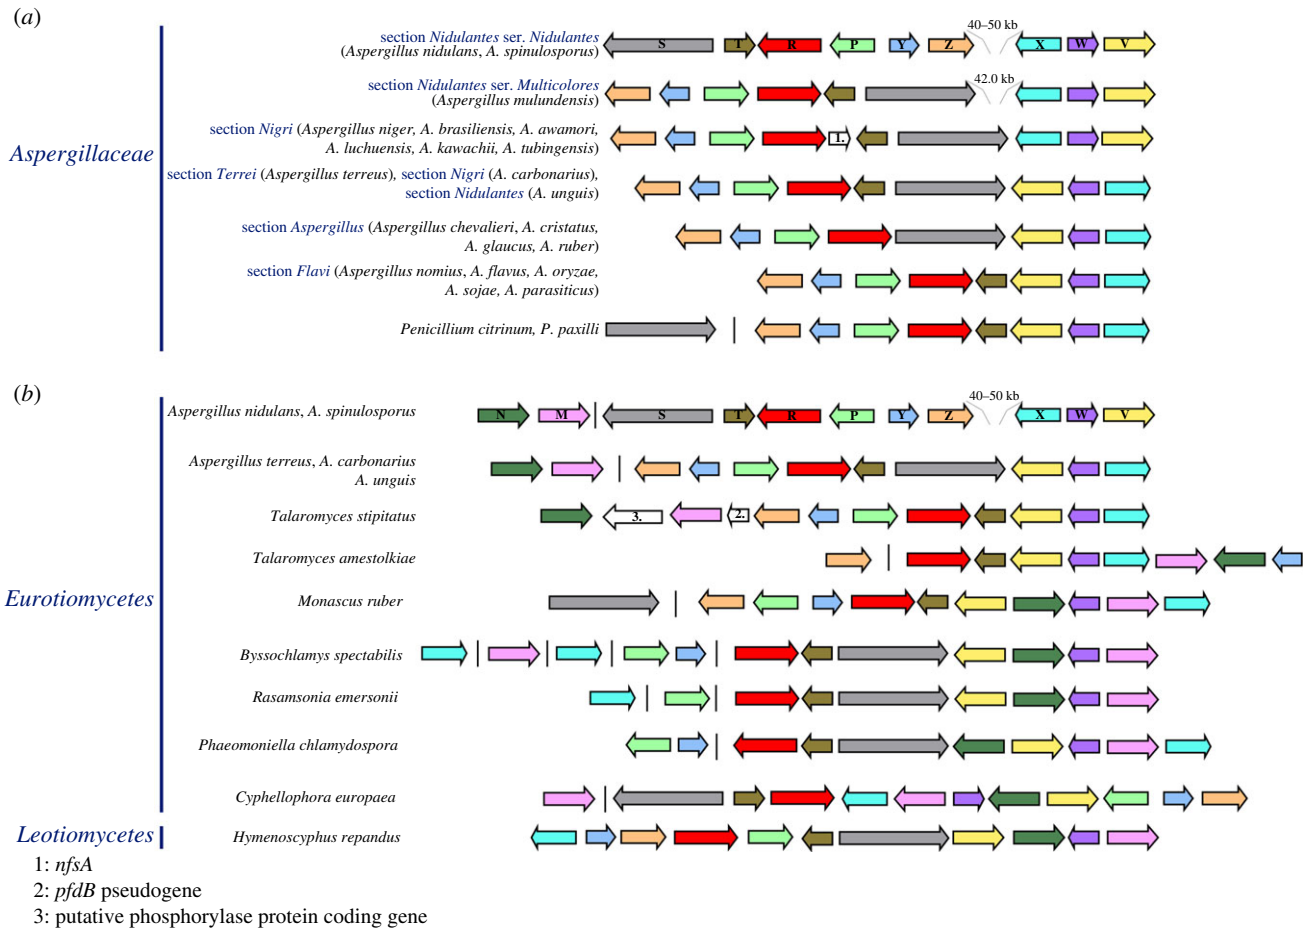 (a)
section Nidulantes ser. Nidulantes
(Aspergillus nidulans, A. spinulosporus)
S T R P Y Z 40–50 kb X W V
section Nidulantes ser. Multicolores
(Aspergillus mulundensis)
42.0 kb
Aspergillaceae
section Nigri (Aspergillus niger, A. brasiliensis, A. awamori,
A. luchuensis, A. kawachii, A. tubingensis)
1.
section Terrei (Aspergillus terreus), section Nigri (A. carbonarius),
section Nidulantes (A. unguis)
section Aspergillus (Aspergillus chevalieri, A. cristatus,
A. glaucus, A. ruber)
section Flavi (Aspergillus nomius, A. flavus, A. oryzae,
A. sojae, A. parasiticus)
Penicillium citrinum, P. paxilli
(b)
Aspergillus nidulans, A. spinulosporus
N M S T R P Y Z 40–50 kb X W V
Aspergillus terreus, A. carbonarius
A. unguis
Talaromyces stipitatus
3. 2.
Talaromyces amestolkiae
Eurotiomycetes
Monascus ruber
Byssochlamys spectabilis
Rasamsonia emersonii
Phaeomoniella chlamydospora
Cyphellophora europaea
Leotiomycetes
Hymenoscyphus repandus
1: nfsA
2: pfdB pseudogene
3: putative phosphorylase protein coding gene